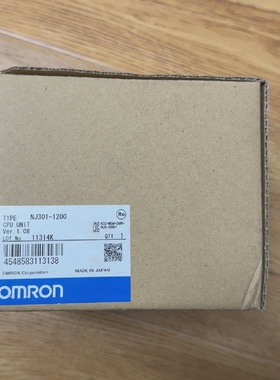 TYPE NJ301-1200
CPU UNIT
Ver.1.08
LOT No. 11314K QTY 1
4548583113138
OMRON Corporation MADE IN JAPAN
OMRON